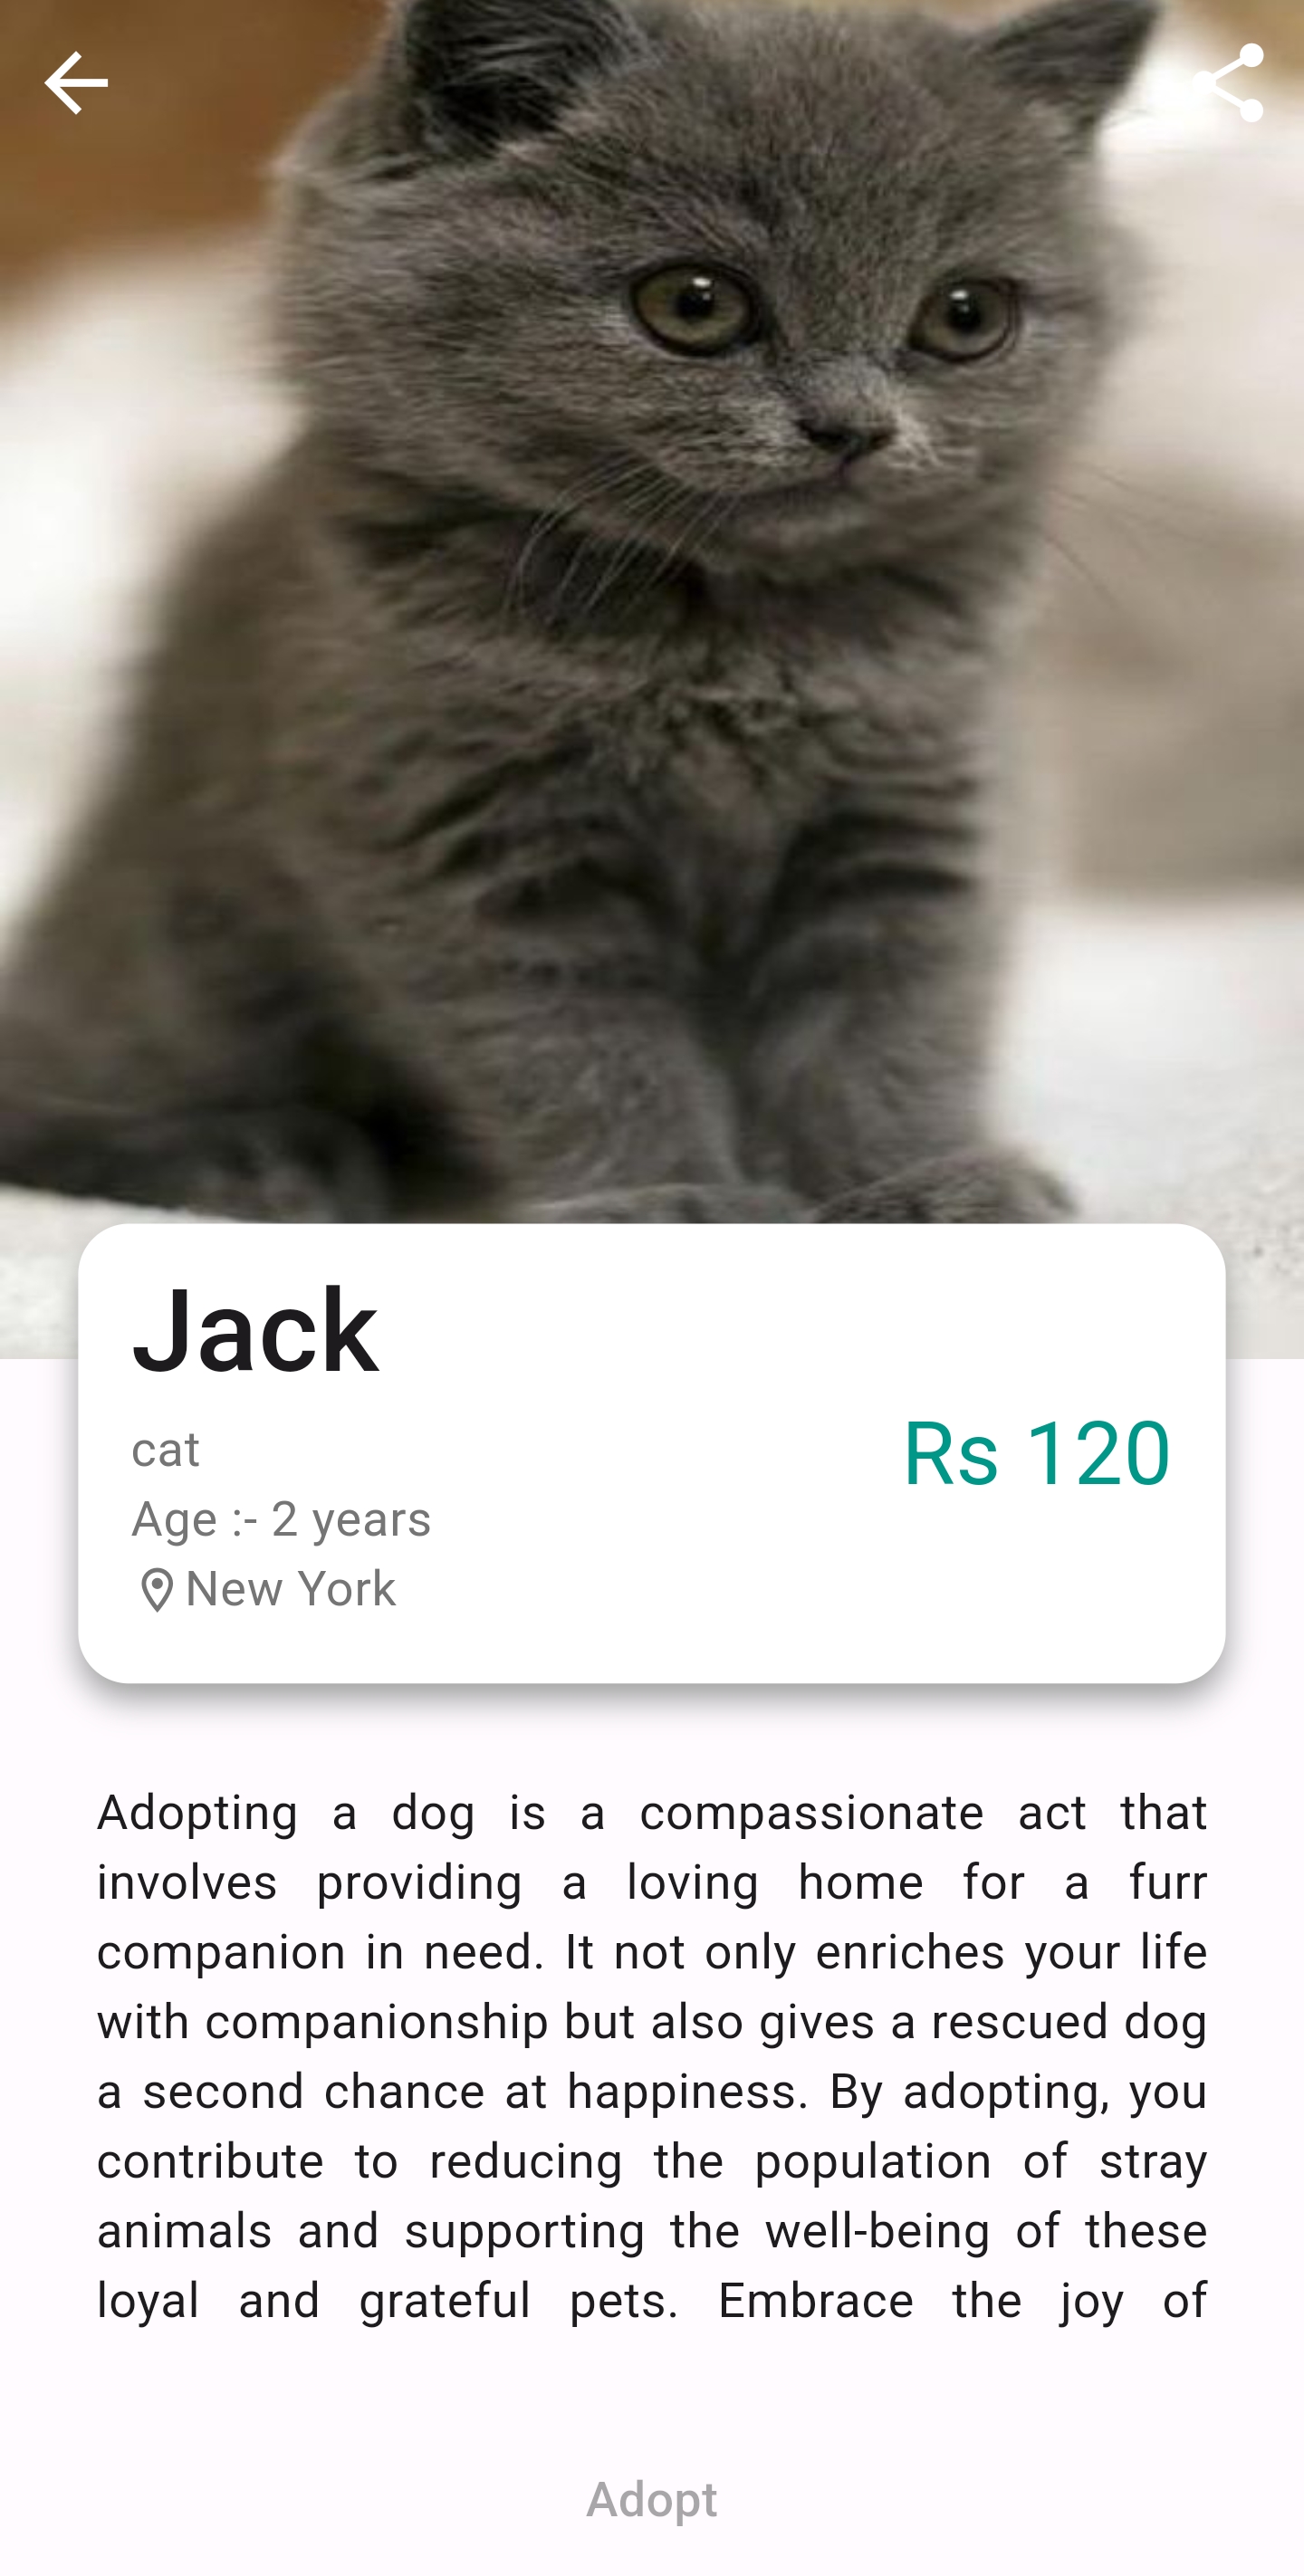 Jack
cat
Rs 120
Age :- 2 years
New York
Adopting a dog is a compassionate act that
involves providing a loving home for a furr
companion in need. It not only enriches your life
with companionship but also gives a rescued dog
a second chance at happiness. By adopting, you
contribute to reducing the population of stray
animals and supporting the well-being of these
loyal and grateful pets. Embrace the joy of
Adopt